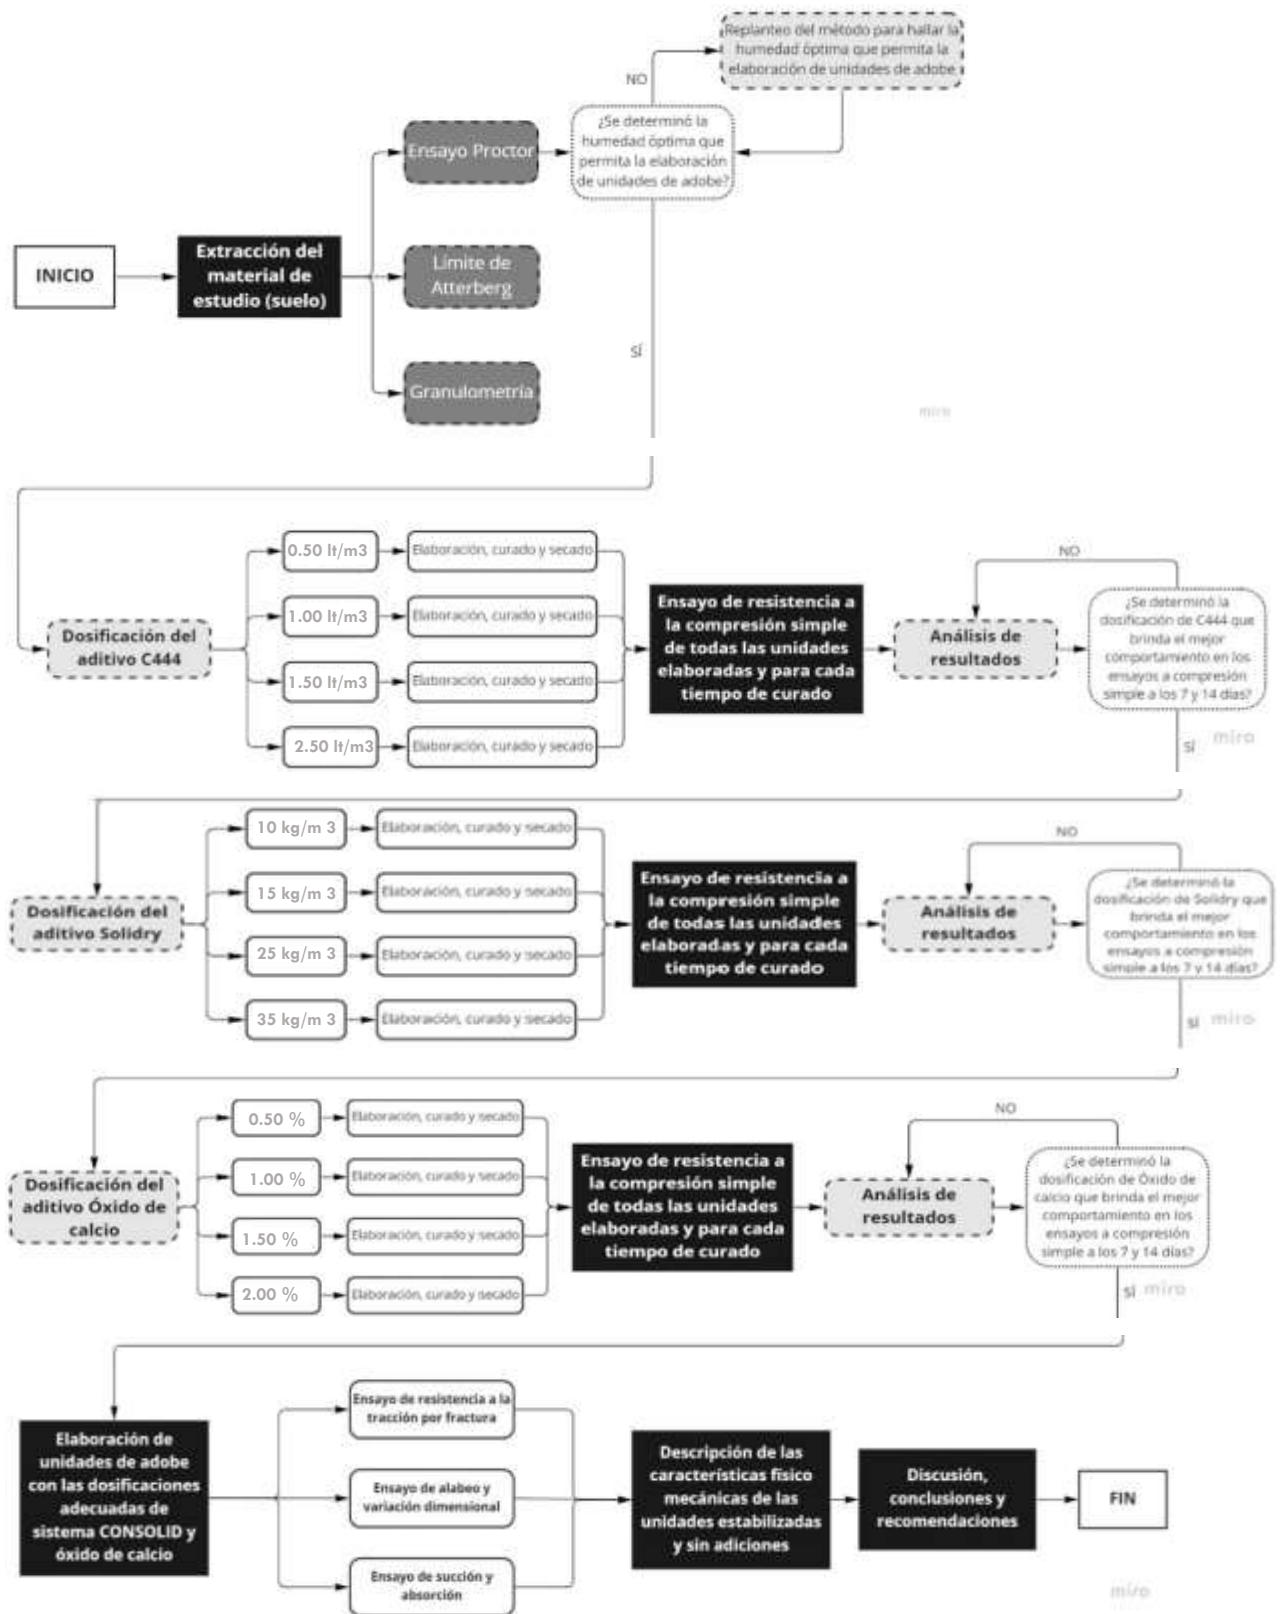 Replanteo del método para hallar la
humedad óptima que permita la
elaboración de unidades de adobe
NO
¿Se determinó la
humedad óptima que
permita la elaboración
de unidades de adobe?
Ensayo Proctor
INICIO
Extracción del
material de
estudio (suelo)
Límite de
Atterberg
Granulometría
SÍ
miro
Dosificación del
aditivo C444
0.50 lt/m3
Elaboración, curado y secado
1.00 lt/m3
Elaboración, curado y secado
1.50 lt/m3
Elaboración, curado y secado
2.50 lt/m3
Elaboración, curado y secado
Ensayo de resistencia a
la compresión simple
de todas las unidades
elaboradas y para cada
tiempo de curado
Análisis de
resultados
NO
¿Se determinó la
dosificación de C444 que
brinda el mejor
comportamiento en los
ensayos a compresión
simple a los 7 y 14 días?
SÍ
miro
Dosificación del
aditivo Solidry
10 kg/m 3
Elaboración, curado y secado
15 kg/m 3
Elaboración, curado y secado
25 kg/m 3
Elaboración, curado y secado
35 kg/m 3
Elaboración, curado y secado
Ensayo de resistencia a
la compresión simple
de todas las unidades
elaboradas y para cada
tiempo de curado
Análisis de
resultados
NO
¿Se determinó la
dosificación de Solidry que
brinda el mejor
comportamiento en los
ensayos a compresión
simple a los 7 y 14 días?
SÍ
miro
Dosificación del
aditivo Óxido de
calcio
0.50 %
Elaboración, curado y secado
1.00 %
Elaboración, curado y secado
1.50 %
Elaboración, curado y secado
2.00 %
Elaboración, curado y secado
Ensayo de resistencia a
la compresión simple
de todas las unidades
elaboradas y para cada
tiempo de curado
Análisis de
resultados
NO
¿Se determinó la
dosificación de Óxido de
calcio que brinda el mejor
comportamiento en los
ensayos a compresión
simple a los 7 y 14 días?
SÍ
miro
Elaboración de
unidades de adobe
con las dosificaciones
adecuadas de
sistema CONSOLID y
óxido de calcio
Ensayo de resistencia a la
tracción por fractura
Ensayo de alabeo y
variación dimensional
Ensayo de succión y
absorción
Descripción de las
características físico
mecánicas de las
unidades estabilizadas
y sin adiciones
Discusión,
conclusiones y
recomendaciones
FIN
miro